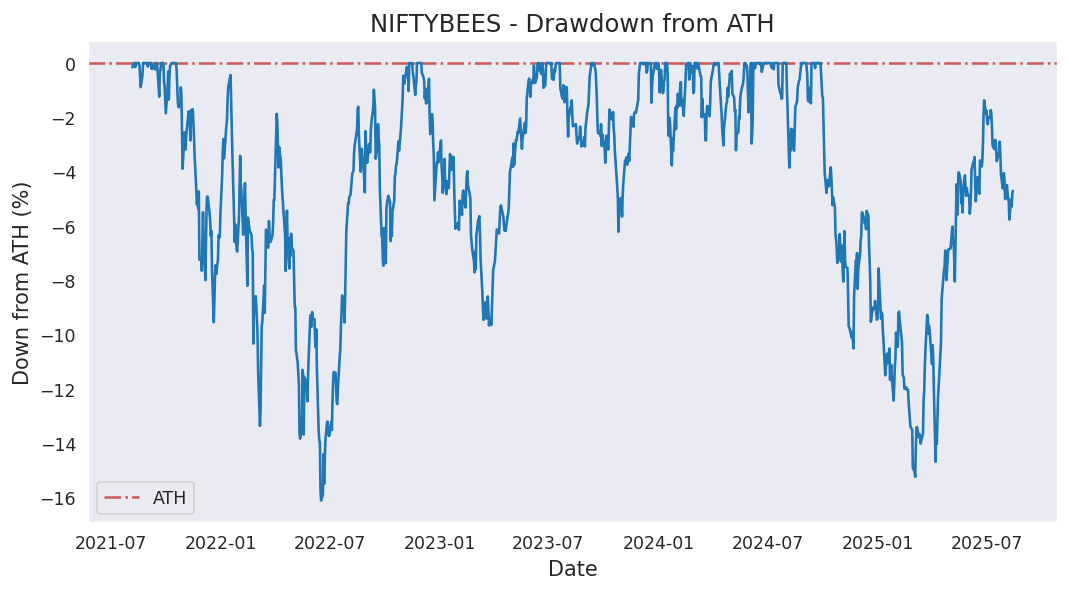 NIFTYBEES - Drawdown from ATH
Down from ATH (%)
0
−2
−4
−6
−8
−10
−12
−14
−16
ATH
2021-07 2022-01 2022-07 2023-01 2023-07 2024-01 2024-07 2025-01 2025-07
Date